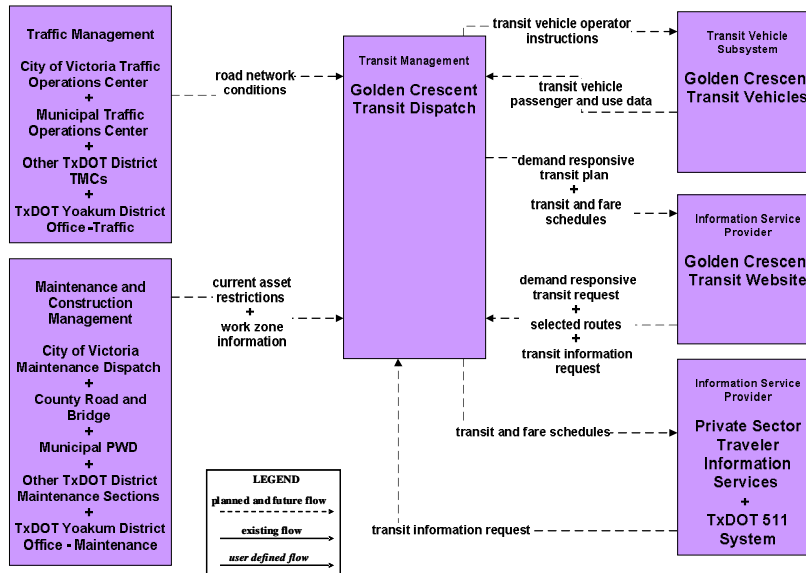 Traffic Management
City of Victoria Traffic
Operations Center
+
Municipal Traffic
Operations Center
+
Other TxDOT District
TMCs
+
TxDOT Yoakum District
Office -Traffic
road network
conditions
Maintenance and
Construction
Management
City of Victoria
Maintenance Dispatch
+
County Road and
Bridge
+
Municipal PWD
+
Other TxDOT District
Maintenance Sections
+
TxDOT Yoakum District
Office - Maintenance
current asset
restrictions
+
work zone
information
Transit Management
Golden Crescent
Transit Dispatch
transit vehicle operator
instructions
transit vehicle
passenger and use data
demand responsive
transit plan
+
transit and fare
schedules
demand responsive
transit request
+
selected routes
+
transit information
request
transit and fare schedules
transit information request
Transit Vehicle
Subsystem
Golden Crescent
Transit Vehicles
Information Service
Provider
Golden Crescent
Transit Website
Information Service
Provider
Private Sector
Traveler
Information
Services
+
TxDOT 511
System
LEGEND
planned and future flow
existing flow
user defined flow